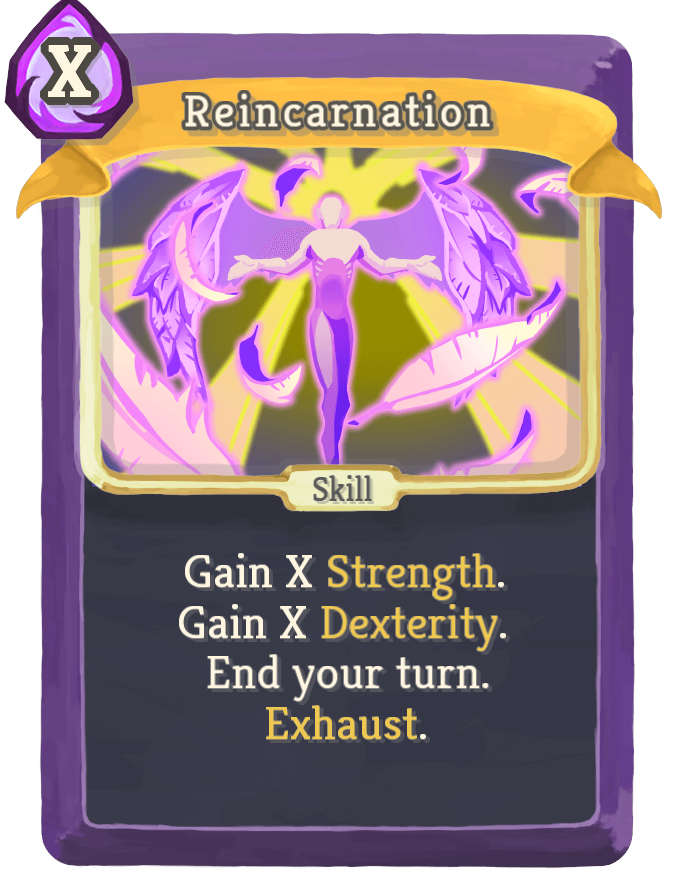 X
Reincarnation
Skill
Gain X Strength.
Gain X Dexterity.
End your turn.
Exhaust.